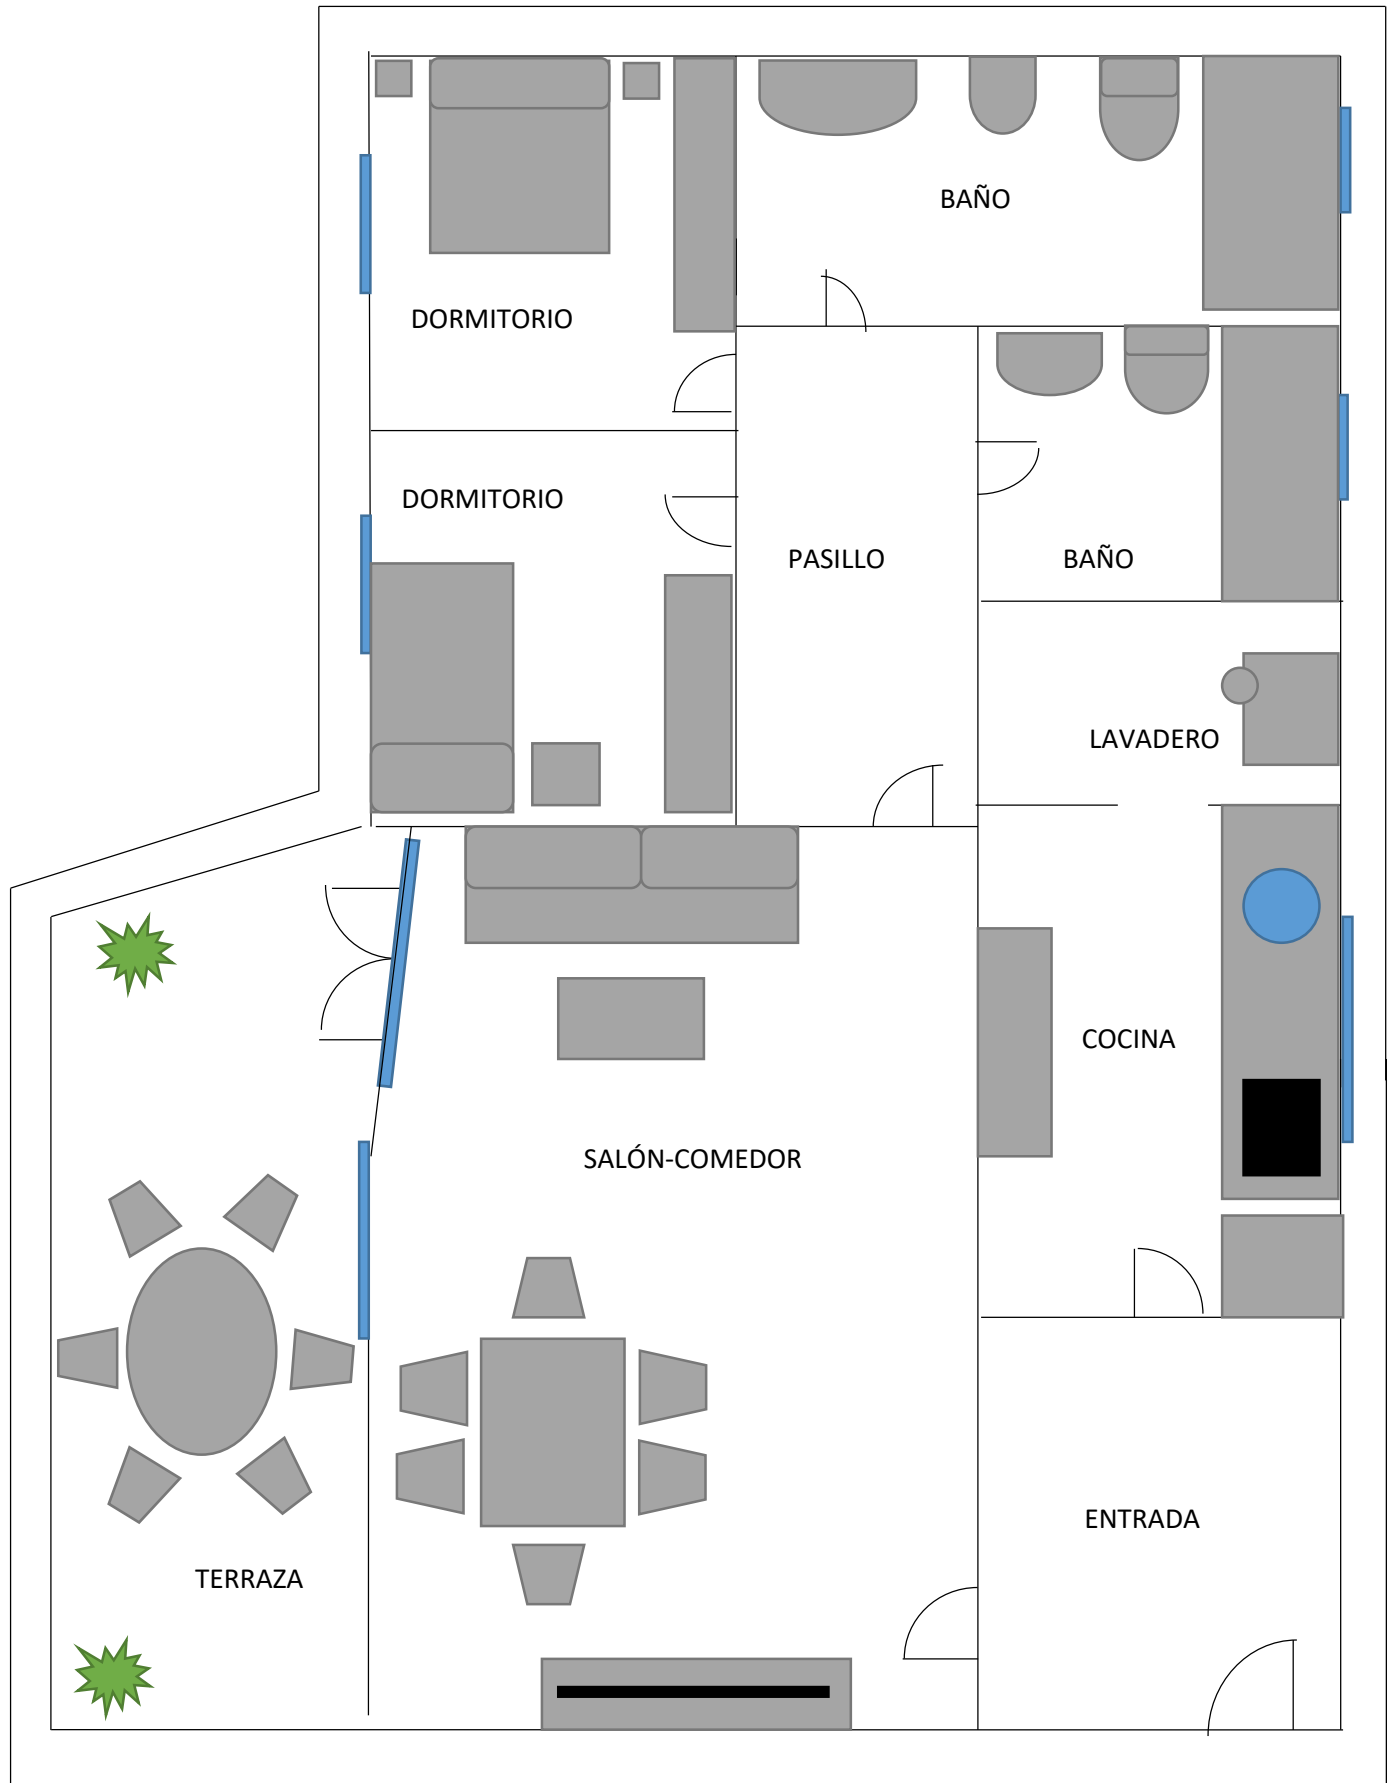 BAÑO
DORMITORIO
DORMITORIO
PASILLO
BAÑO
LAVADERO
COCINA
SALÓN-COMEDOR
ENTRADA
TERRAZA